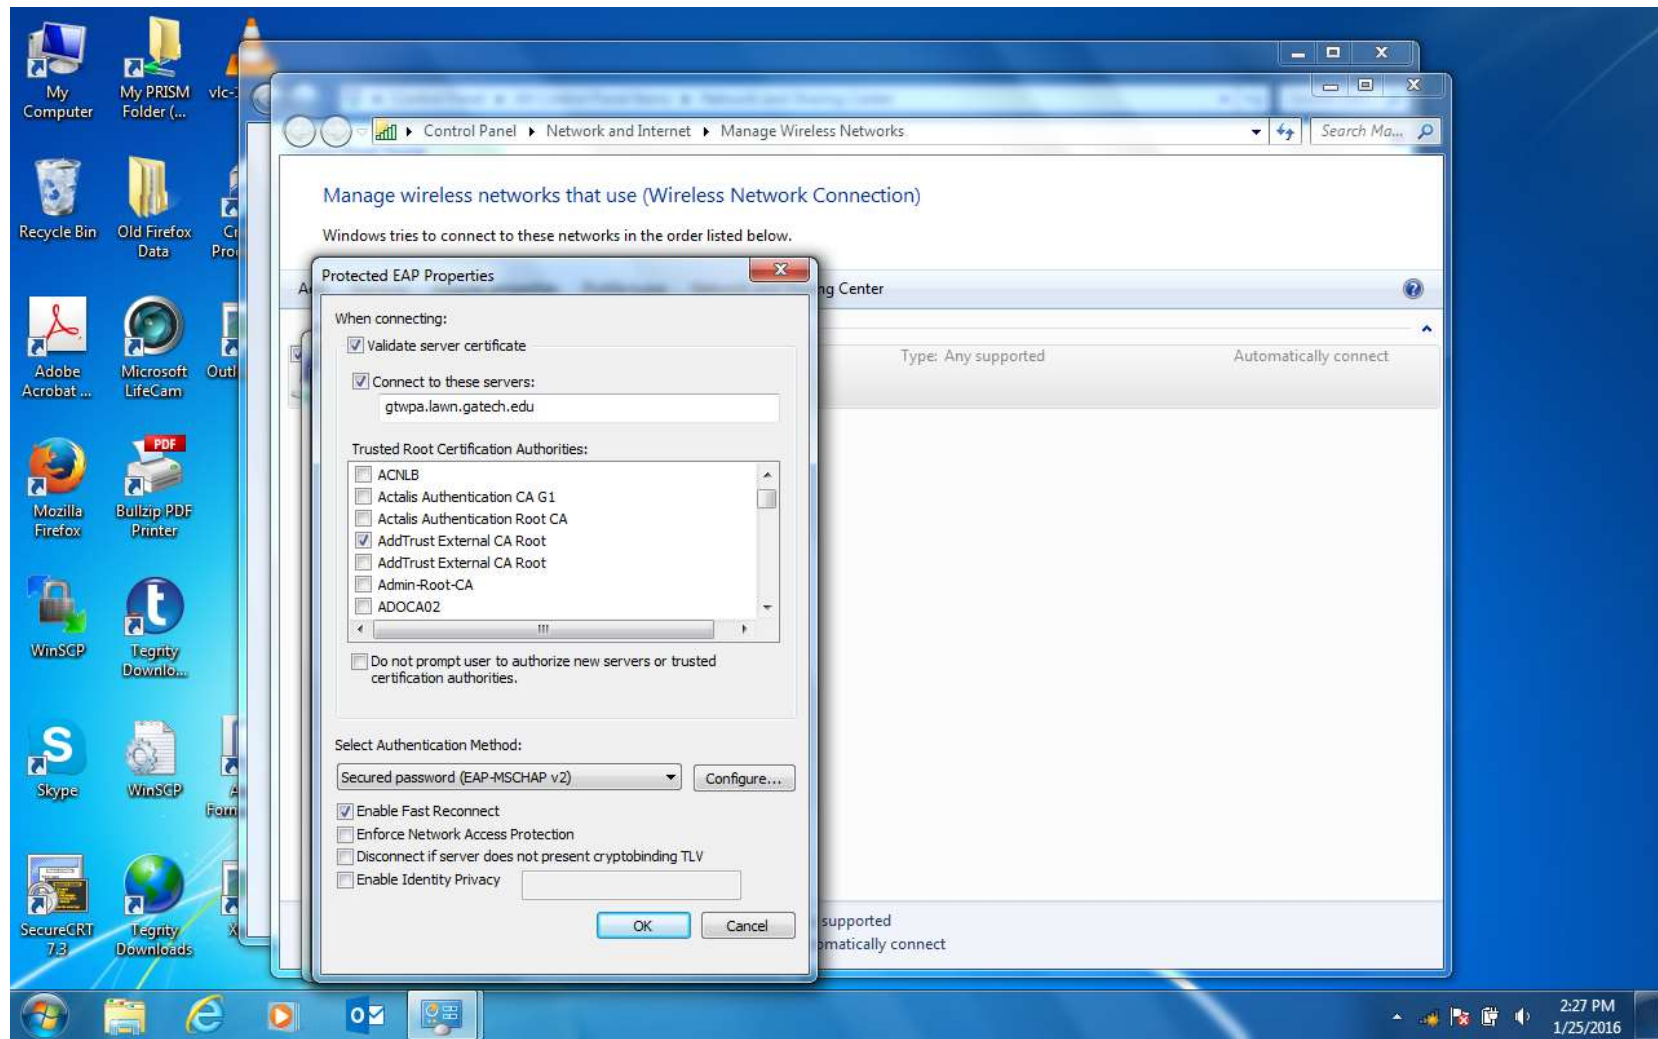 My Computer
My PRISM Folder (...
vlc-
Recycle Bin
Old Firefox Data
Adobe Acrobat ...
Microsoft LifeCam
Mozilla Firefox
PDF
Bullzip PDF Printer
WinSCP
Tegrity Downlo...
Skype
WinSCP
SecureCRT 7.3
Tegrity Downloads
Control Panel
Network and Internet
Manage Wireless Networks
Search Ma...
Manage wireless networks that use (Wireless Network Connection)
Windows tries to connect to these networks in the order listed below.
ng Center
Type: Any supported
Automatically connect
Protected EAP Properties
When connecting:
Validate server certificate
Connect to these servers:
gtwpa.lawn.gatech.edu
Trusted Root Certification Authorities:
ACNLB
Actalis Authentication CA G1
Actalis Authentication Root CA
AddTrust External CA Root
AddTrust External CA Root
Admin-Root-CA
ADOCA02
Do not prompt user to authorize new servers or trusted
certification authorities.
Select Authentication Method:
Secured password (EAP-MSCHAP v2)
Configure...
Enable Fast Reconnect
Enforce Network Access Protection
Disconnect if server does not present cryptobinding TLV
Enable Identity Privacy
OK
Cancel
supported
omatically connect
2:27 PM
1/25/2016